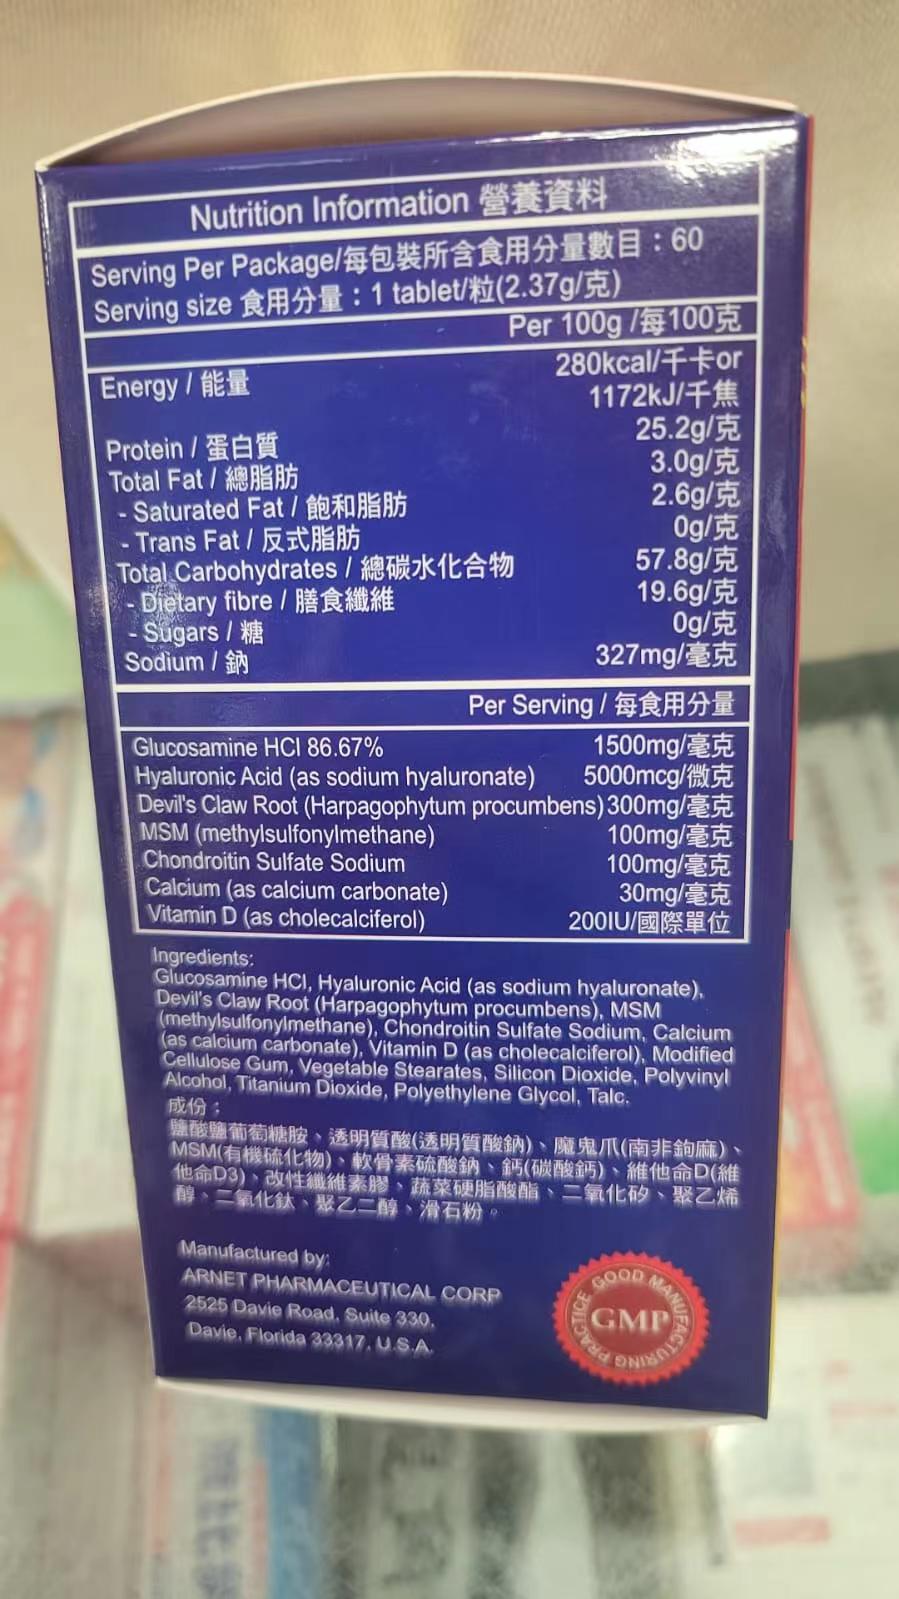 Nutrition Information 營養資料
Serving Per Package/每包裝所含食用分量數目：60
Serving size 食用分量：1 tablet/粒(2.37g/克)
Per 100g /每100克
Energy / 能量 280kcal/千卡or
1172kJ/千焦
Protein / 蛋白質 25.2g/克
Total Fat / 總脂肪 3.0g/克
- Saturated Fat / 飽和脂肪 2.6g/克
- Trans Fat / 反式脂肪 0g/克
Total Carbohydrates / 總碳水化合物 57.8g/克
- Dietary fibre / 膳食纖維 19.6g/克
- Sugars / 糖 0g/克
Sodium / 鈉 327mg/毫克
Per Serving / 每食用分量
Glucosamine HCI 86.67% 1500mg/毫克
Hyaluronic Acid (as sodium hyaluronate) 5000mcg/微克
Devil's Claw Root (Harpagophytum procumbens) 300mg/毫克
MSM (methylsulfonylmethane) 100mg/毫克
Chondroitin Sulfate Sodium 100mg/毫克
Calcium (as calcium carbonate) 30mg/毫克
Vitamin D (as cholecalciferol) 200IU/國際單位
Ingredients:
Glucosamine HCI, Hyaluronic Acid (as sodium hyaluronate),
Devil's Claw Root (Harpagophytum procumbens), MSM
(methylsulfonylmethane), Chondroitin Sulfate Sodium, Calcium
(as calcium carbonate), Vitamin D (as cholecalciferol), Modified
Cellulose Gum, Vegetable Stearates, Silicon Dioxide, Polyvinyl
Alcohol, Titanium Dioxide, Polyethylene Glycol, Talc.
成份：
鹽酸鹽葡萄糖胺、透明質酸(透明質酸鈉)、魔鬼爪(南非鉤麻)、
MSM(有機硫化物)、軟骨素硫酸鈉、鈣(碳酸鈣)、維他命D(維
他命D3)、改性纖維素膠、蔬菜硬脂酸酯、二氧化矽、聚乙烯
醇、二氧化鈦、聚乙二醇、滑石粉。
Manufactured by:
ARNET PHARMACEUTICAL CORP
2525 Davie Road, Suite 330,
Davie, Florida 33317, U.S.A.
GOOD MANUFACTURING PRACTICE
GMP